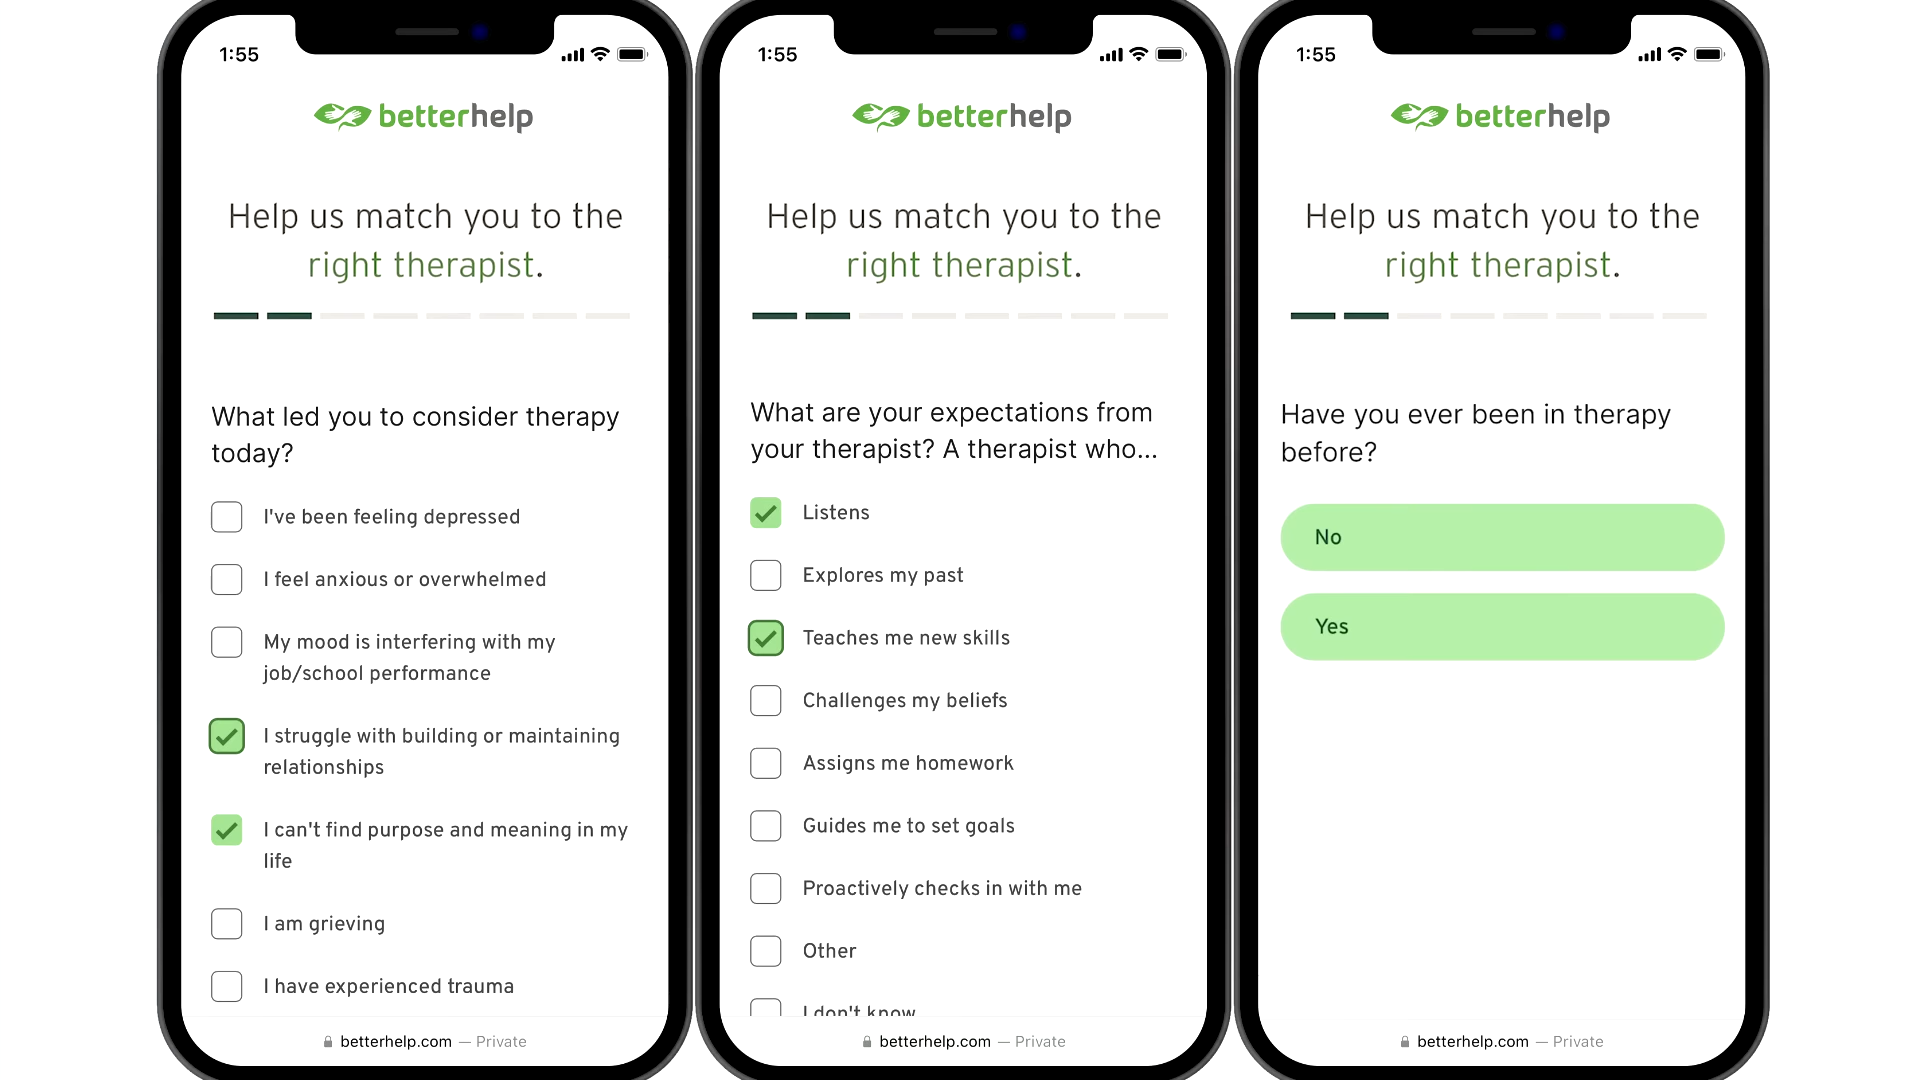 1:55
betterhelp
Help us match you to the
right therapist.
What led you to consider therapy
today?
I've been feeling depressed
I feel anxious or overwhelmed
My mood is interfering with my
job/school performance
I struggle with building or maintaining
relationships
I can't find purpose and meaning in my
life
I am grieving
I have experienced trauma
betterhelp.com — Private
1:55
betterhelp
Help us match you to the
right therapist.
What are your expectations from
your therapist? A therapist who...
Listens
Explores my past
Teaches me new skills
Challenges my beliefs
Assigns me homework
Guides me to set goals
Proactively checks in with me
Other
I don't know
betterhelp.com — Private
1:55
betterhelp
Help us match you to the
right therapist.
Have you ever been in therapy
before?
No
Yes
betterhelp.com — Private